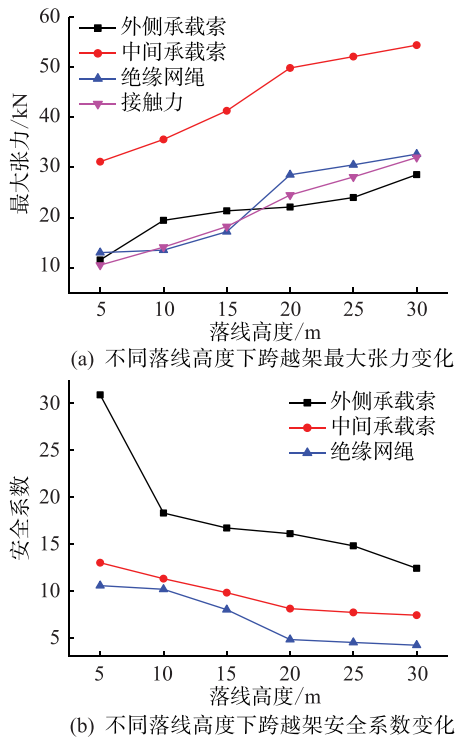 60
50
40
30
20
10
最大张力/kN
外侧承载索
中间承载索
绝缘网绳
接触力
5 10 15 20 25 30
落线高度/m
(a) 不同落线高度下跨越架最大张力变化
30
25
20
15
10
5
安全系数
外侧承载索
中间承载索
绝缘网绳
5 10 15 20 25 30
落线高度/m
(b) 不同落线高度下跨越架安全系数变化